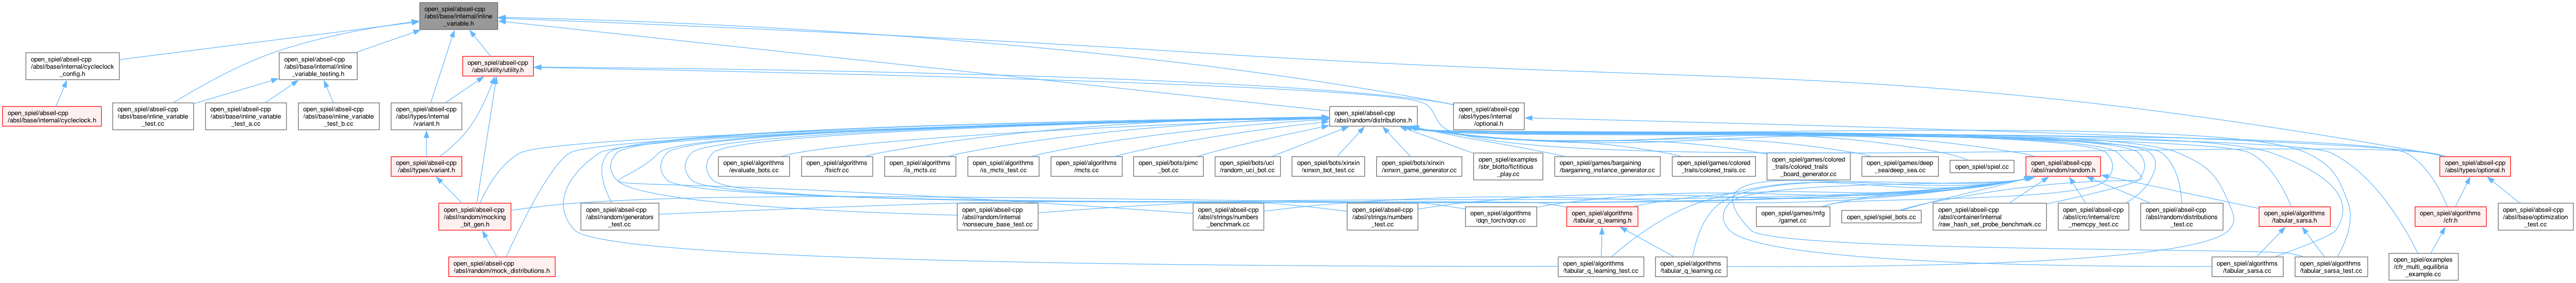 open_spiel/abseil-cpp
/absl/base/internal/inline
_variable.h
open_spiel/abseil-cpp
/absl/base/internal/cycleclock
_config.h
open_spiel/abseil-cpp
/absl/base/internal/inline
_variable_testing.h
open_spiel/abseil-cpp
/absl/utility/utility.h
open_spiel/abseil-cpp
/absl/base/internal/cycleclock.h
open_spiel/abseil-cpp
/absl/base/inline_variable
_test.cc
open_spiel/abseil-cpp
/absl/base/inline_variable
_test_a.cc
open_spiel/abseil-cpp
/absl/base/inline_variable
_test_b.cc
open_spiel/abseil-cpp
/absl/types/internal
/variant.h
open_spiel/abseil-cpp
/absl/random/distributions.h
open_spiel/abseil-cpp
/absl/types/internal
/optional.h
open_spiel/abseil-cpp
/absl/types/variant.h
open_spiel/algorithms
/evaluate_bots.cc
open_spiel/algorithms
/fsicfr.cc
open_spiel/algorithms
/is_mcts.cc
open_spiel/algorithms
/is_mcts_test.cc
open_spiel/algorithms
/mcts.cc
open_spiel/bots/pimc
_bot.cc
open_spiel/bots/uci
/random_uci_bot.cc
open_spiel/bots/xinxin
/xinxin_bot_test.cc
open_spiel/bots/xinxin
/xinxin_game_generator.cc
open_spiel/examples
/sbr_blotto/fictitious
_play.cc
open_spiel/games/bargaining
/bargaining_instance_generator.cc
open_spiel/games/colored
_trails/colored_trails.cc
open_spiel/games/colored
_trails/colored_trails
_board_generator.cc
open_spiel/games/deep
_sea/deep_sea.cc
open_spiel/spiel.cc
open_spiel/abseil-cpp
/absl/random/random.h
open_spiel/abseil-cpp
/absl/types/optional.h
open_spiel/abseil-cpp
/absl/random/mocking
_bit_gen.h
open_spiel/abseil-cpp
/absl/random/generators
_test.cc
open_spiel/abseil-cpp
/absl/random/internal
/nonsecure_base_test.cc
open_spiel/abseil-cpp
/absl/strings/numbers
_benchmark.cc
open_spiel/abseil-cpp
/absl/strings/numbers
_test.cc
open_spiel/algorithms
/dqn_torch/dqn.cc
open_spiel/algorithms
/tabular_q_learning.h
open_spiel/games/mfg
/garnet.cc
open_spiel/spiel_bots.cc
open_spiel/abseil-cpp
/absl/container/internal
/raw_hash_set_probe_benchmark.cc
open_spiel/abseil-cpp
/absl/crc/internal/crc
_memcpy_test.cc
open_spiel/abseil-cpp
/absl/random/distributions
_test.cc
open_spiel/algorithms
/tabular_sarsa.h
open_spiel/algorithms
/cfr.h
open_spiel/abseil-cpp
/absl/base/optimization
_test.cc
open_spiel/abseil-cpp
/absl/random/mock_distributions.h
open_spiel/algorithms
/tabular_q_learning_test.cc
open_spiel/algorithms
/tabular_q_learning.cc
open_spiel/algorithms
/tabular_sarsa.cc
open_spiel/algorithms
/tabular_sarsa_test.cc
open_spiel/examples
/cfr_multi_equilibria
_example.cc